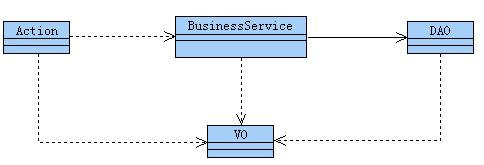 Action
BusinessService
DAO
VO